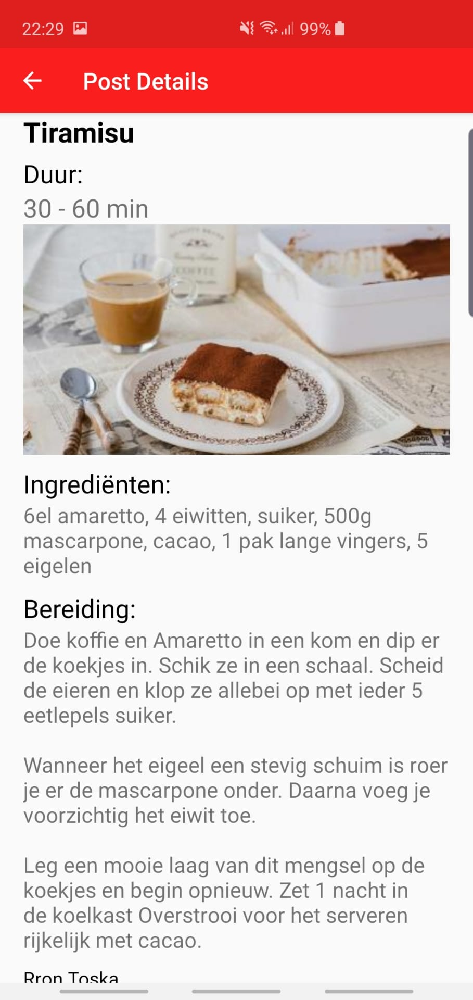 22:29 99%
Post Details
Tiramisu
Duur:
30 - 60 min
COFFEE
Ingrediënten:
6el amaretto, 4 eiwitten, suiker, 500g
mascarpone, cacao, 1 pak lange vingers, 5
eigelen
Bereiding:
Doe koffie en Amaretto in een kom en dip er
de koekjes in. Schik ze in een schaal. Scheid
de eieren en klop ze allebei op met ieder 5
eetlepels suiker.
Wanneer het eigeel een stevig schuim is roer
je er de mascarpone onder. Daarna voeg je
voorzichtig het eiwit toe.
Leg een mooie laag van dit mengsel op de
koekjes en begin opnieuw. Zet 1 nacht in
de koelkast Overstrooi voor het serveren
rijkelijk met cacao.
Rron Toska